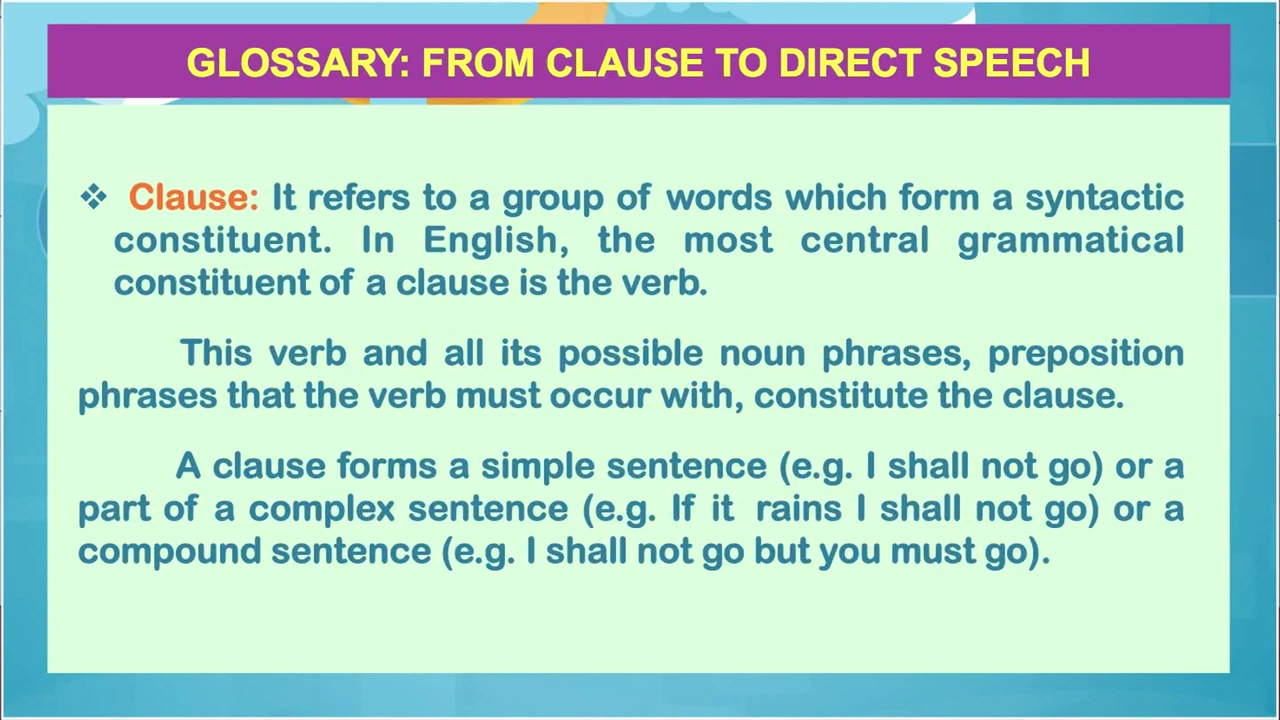 GLOSSARY: FROM CLAUSE TO DIRECT SPEECH
❖ Clause: It refers to a group of words which form a syntactic
constituent. In English, the most central grammatical
constituent of a clause is the verb.
This verb and all its possible noun phrases, preposition
phrases that the verb must occur with, constitute the clause.
A clause forms a simple sentence (e.g. I shall not go) or a
part of a complex sentence (e.g. If it rains I shall not go) or a
compound sentence (e.g. I shall not go but you must go).